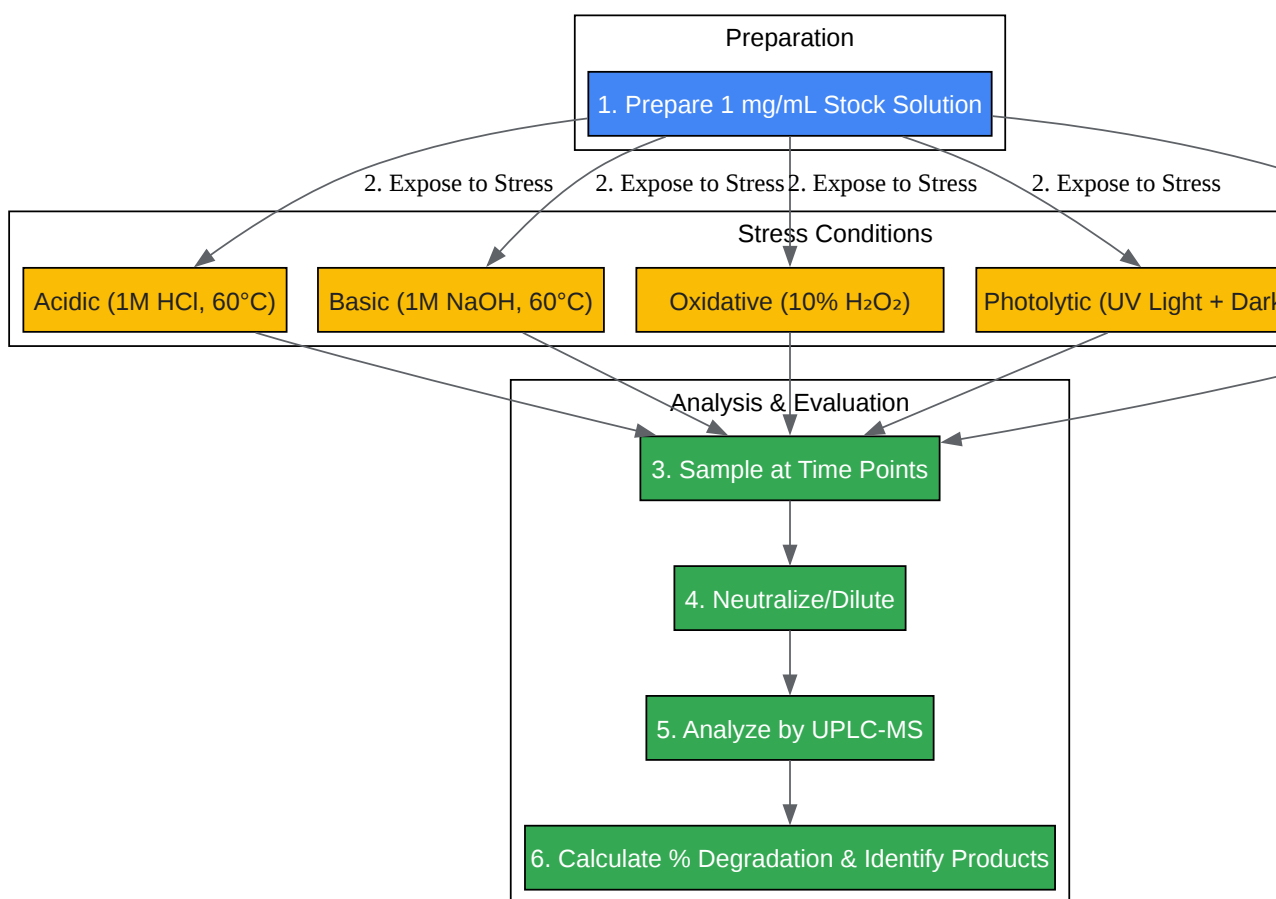 Preparation
1. Prepare 1 mg/mL Stock Solution
2. Expose to Stress
2. Expose to Stress
2. Expose to Stress
2. Expose to Stress
Stress Conditions
Acidic (1M HCl, 60°C)
Basic (1M NaOH, 60°C)
Oxidative (10% H₂O₂)
Photolytic (UV Light + Dark
Analysis & Evaluation
3. Sample at Time Points
4. Neutralize/Dilute
5. Analyze by UPLC-MS
6. Calculate % Degradation & Identify Products